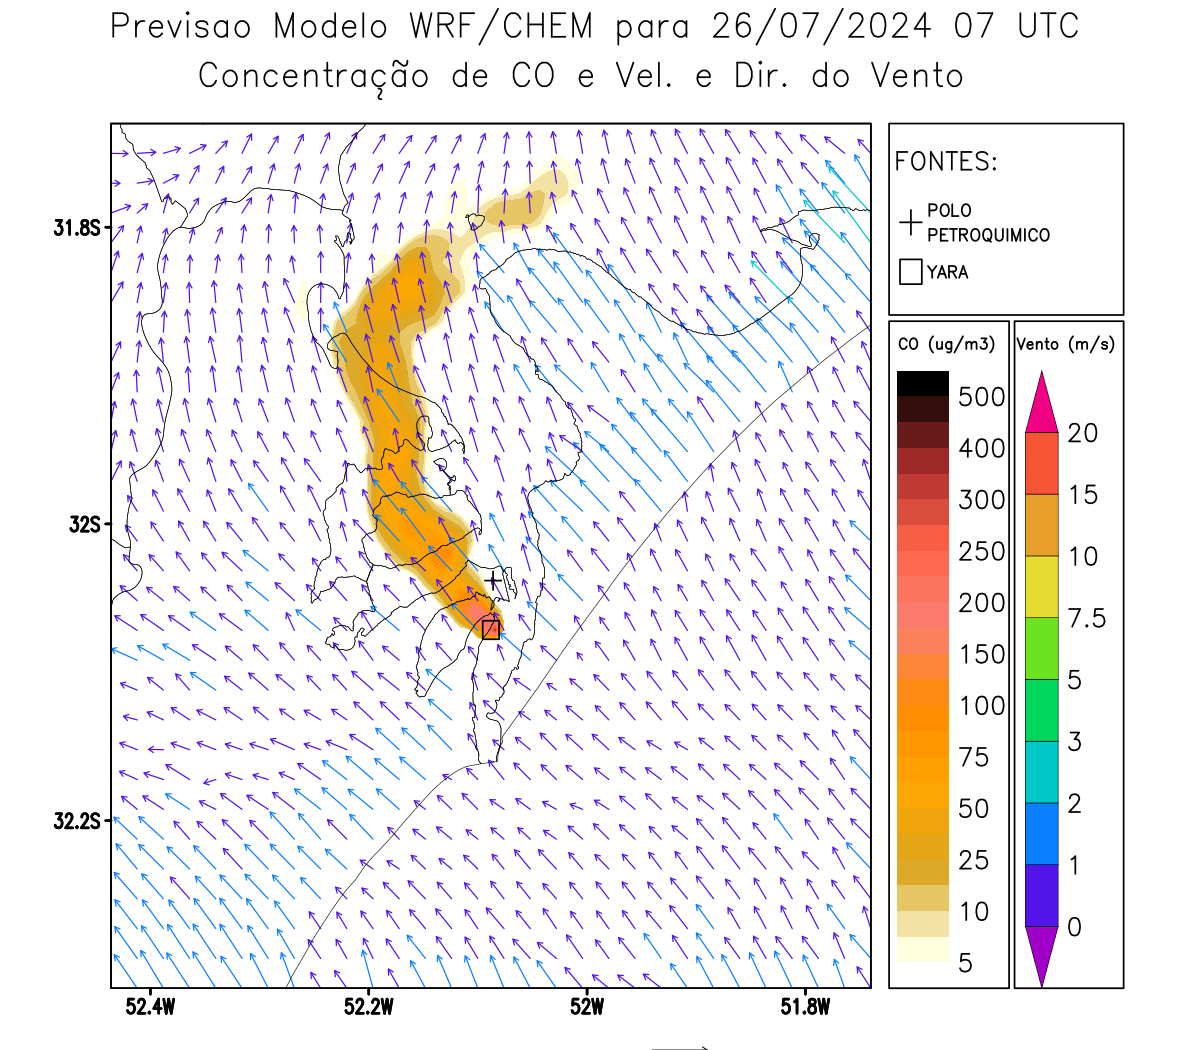 Previsao Modelo WRF/CHEM para 26/07/2024 07 UTC
Concentração de CO e Vel. e Dir. do Vento
FONTES:
POLO
PETROQUIMICO
YARA
CO (ug/m3)
500
400
300
250
200
150
100
75
50
25
10
5
Vento (m/s)
20
15
10
7.5
5
3
2
1
0
31.8S
32S
32.2S
52.4W
52.2W
52W
51.8W